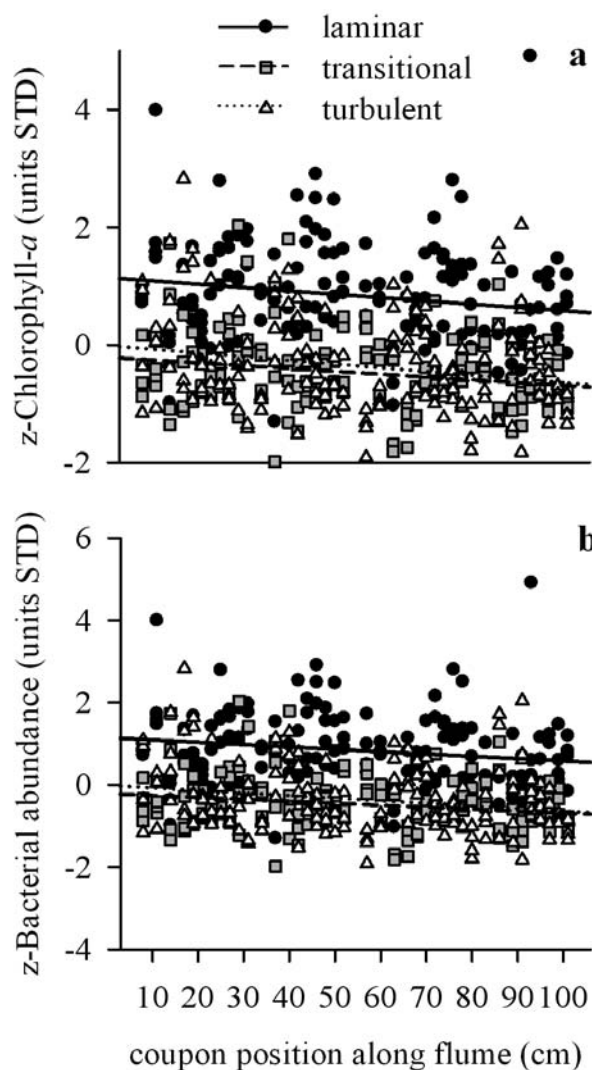 laminar
transitional
turbulent
a
z-Chlorophyll-a (units STD)
4
2
0
-2
b
z-Bacterial abundance (units STD)
6
4
2
0
-2
-4
10 20 30 40 50 60 70 80 90 100
coupon position along flume (cm)